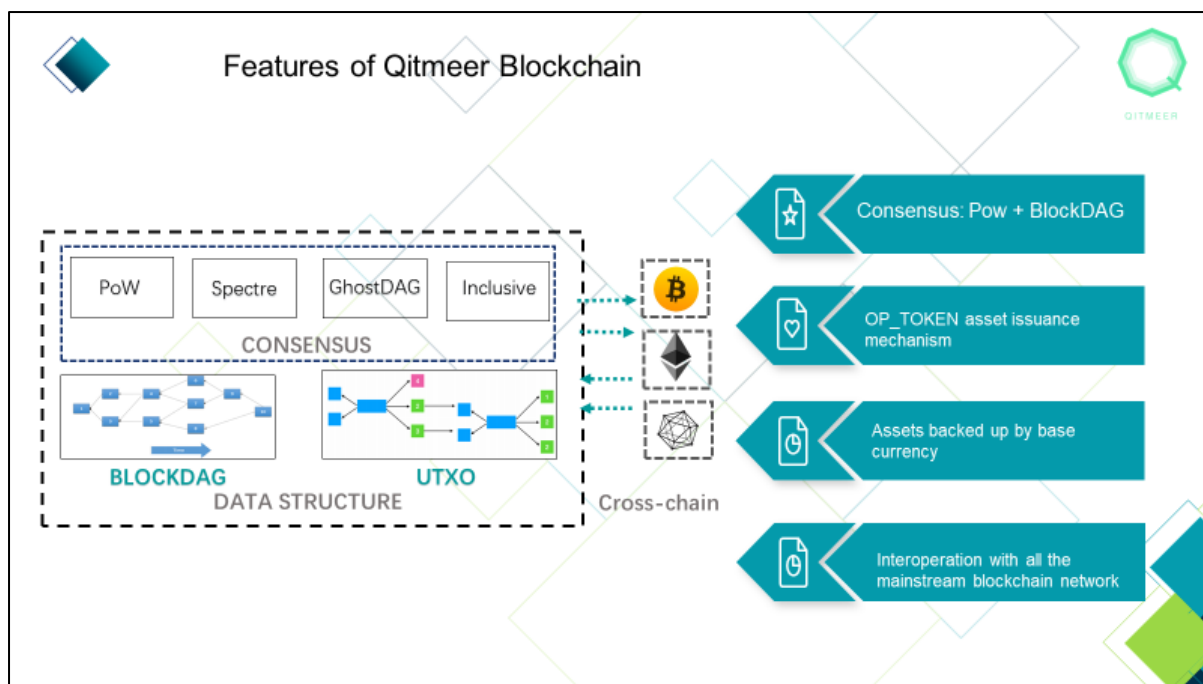 Features of Qitmeer Blockchain
QITMEER
PoW
Spectre
GhostDAG
Inclusive
CONSENSUS
BLOCKDAG
UTXO
DATA STRUCTURE
Cross-chain
Consensus: Pow + BlockDAG
OP_TOKEN asset issuance
mechanism
Assets backed up by base
currency
Interoperation with all the
mainstream blockchain network